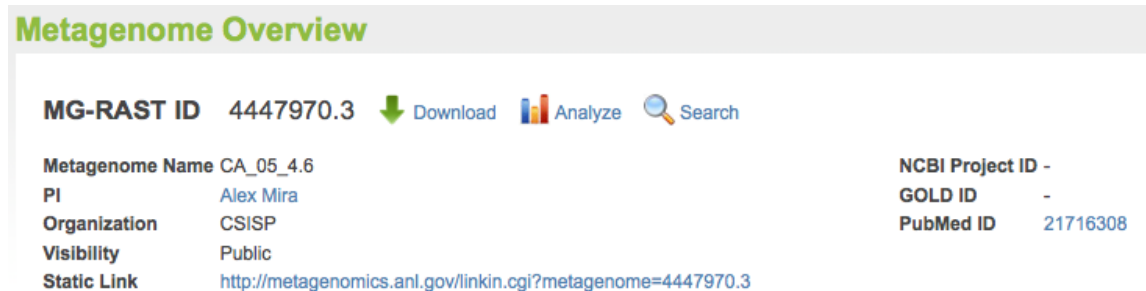 Metagenome Overview
MG-RAST ID 4447970.3 Download Analyze Search
Metagenome Name CA_05_4.6 NCBI Project ID -
PI Alex Mira GOLD ID -
Organization CSISP PubMed ID 21716308
Visibility Public
Static Link http://metagenomics.anl.gov/linkin.cgi?metagenome=4447970.3